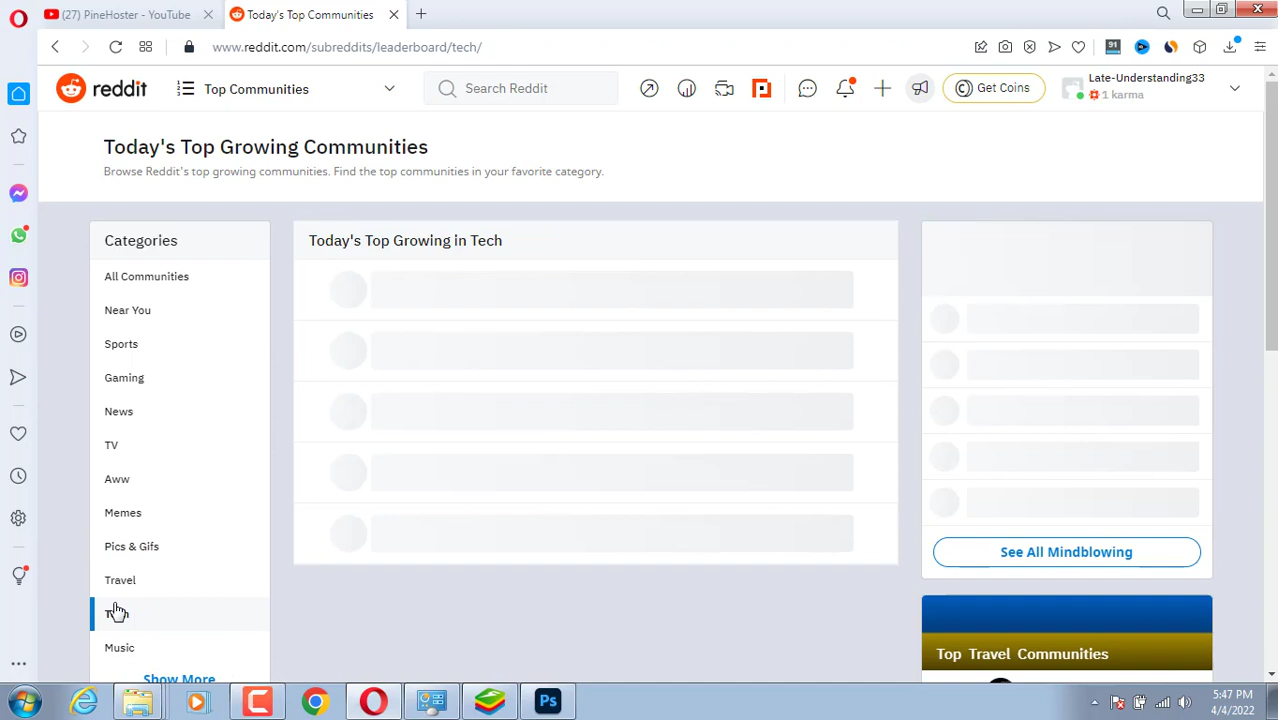 (27) PineHoster - YouTube
Today's Top Communities
www.reddit.com/subreddits/leaderboard/tech/
91
reddit
Top Communities
Search Reddit
Get Coins
Late-Understanding33
1 karma
Today's Top Growing Communities
Browse Reddit's top growing communities. Find the top communities in your favorite category.
Categories
All Communities
Near You
Sports
Gaming
News
TV
Aww
Memes
Pics & Gifs
Travel
Tech
Music
Show More
Today's Top Growing in Tech
See All Mindblowing
Top Travel Communities
Ps
5:47 PM
4/4/2022